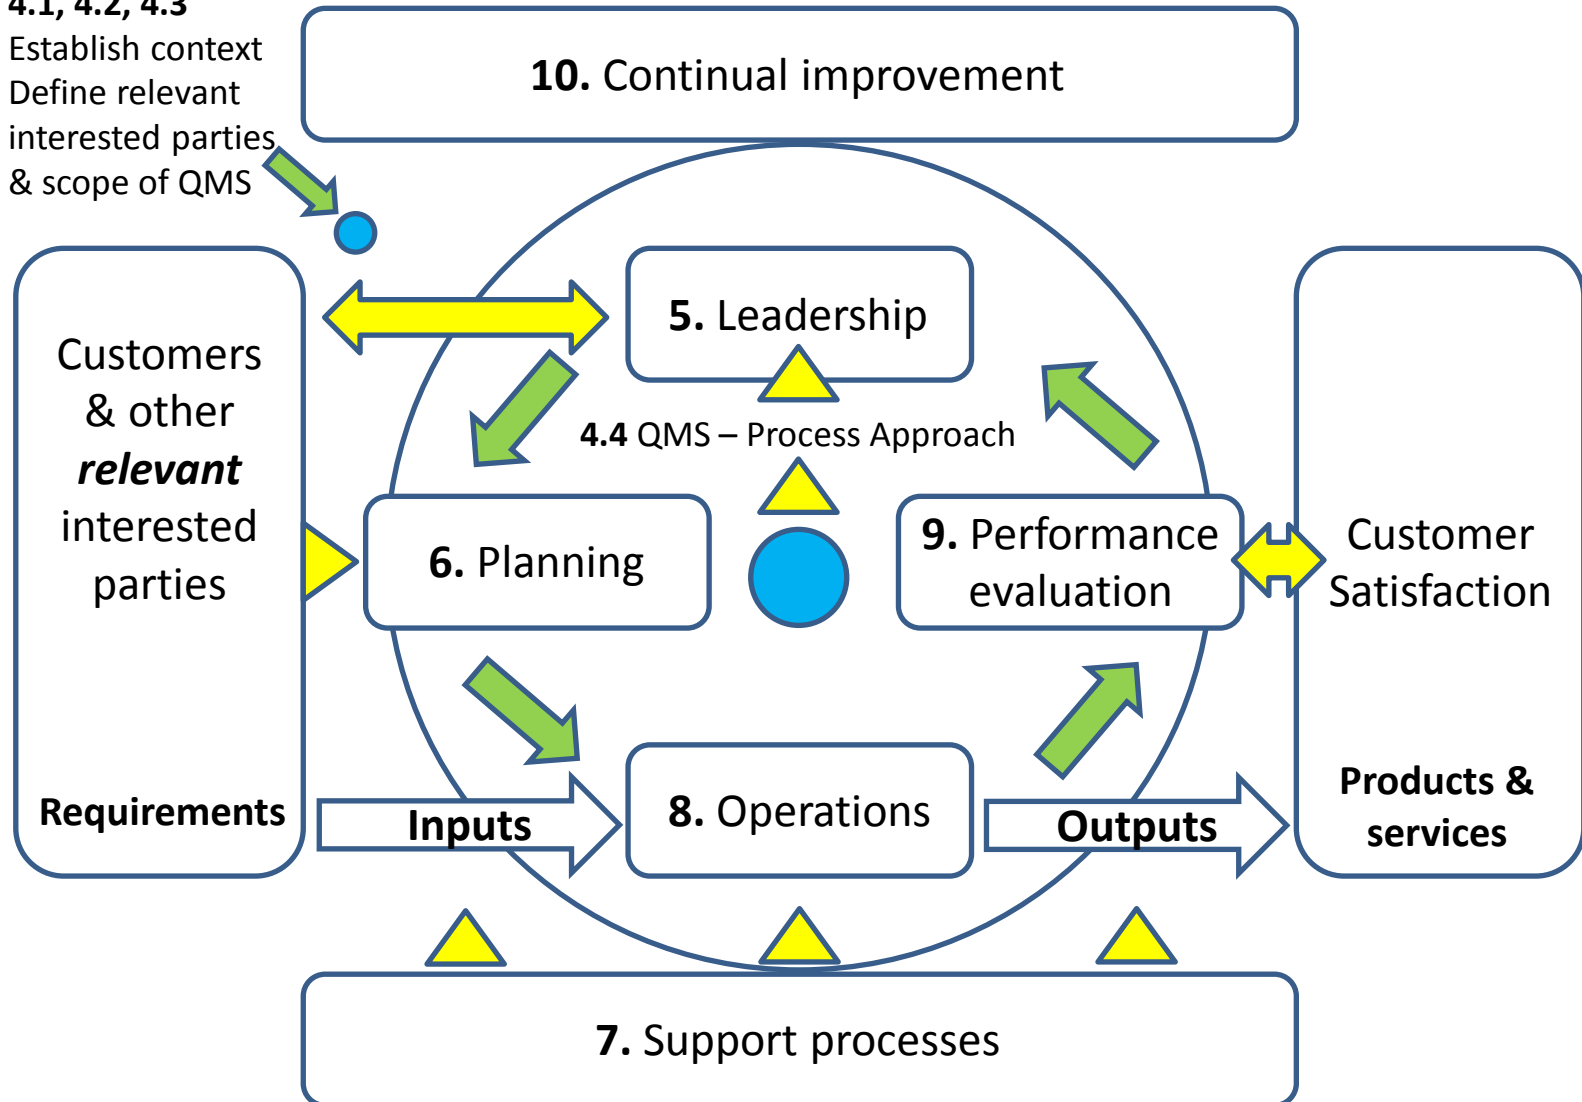 4.1, 4.2, 4.3
Establish context
Define relevant
interested parties
& scope of QMS
10. Continual improvement
5. Leadership
Customers
& other
relevant
interested
parties
4.4 QMS – Process Approach
6. Planning
9. Performance
evaluation
Customer
Satisfaction
Requirements
Inputs
8. Operations
Outputs
Products &
services
7. Support processes